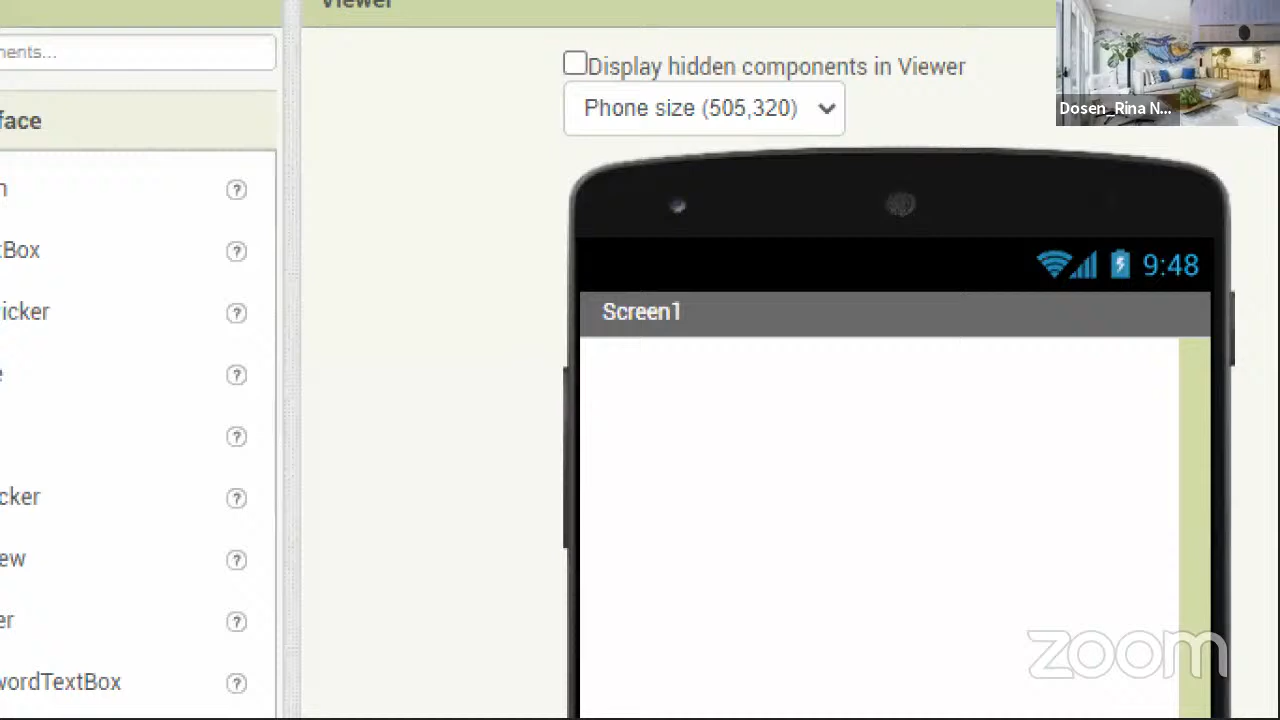 Viewer
nents...
Display hidden components in Viewer
Phone size (505,320)
Dosen_Rina N...
face
n
?
tBox
?
icker
?
e
?
?
cker
?
ew
?
er
?
wordTextBox
?
9:48
Screen1
zoom